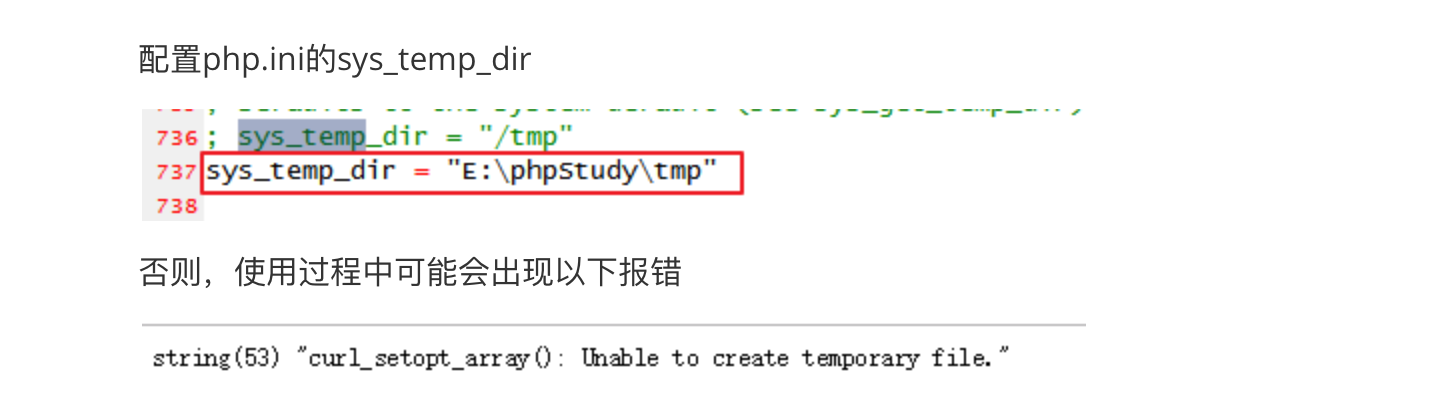 配置php.ini的sys_temp_dir
736 ; sys_temp_dir = "/tmp"
737 sys_temp_dir = "E:\phpStudy\tmp"
738
否则，使用过程中可能会出现以下报错
string(53) "curl_setopt_array(): Unable to create temporary file."